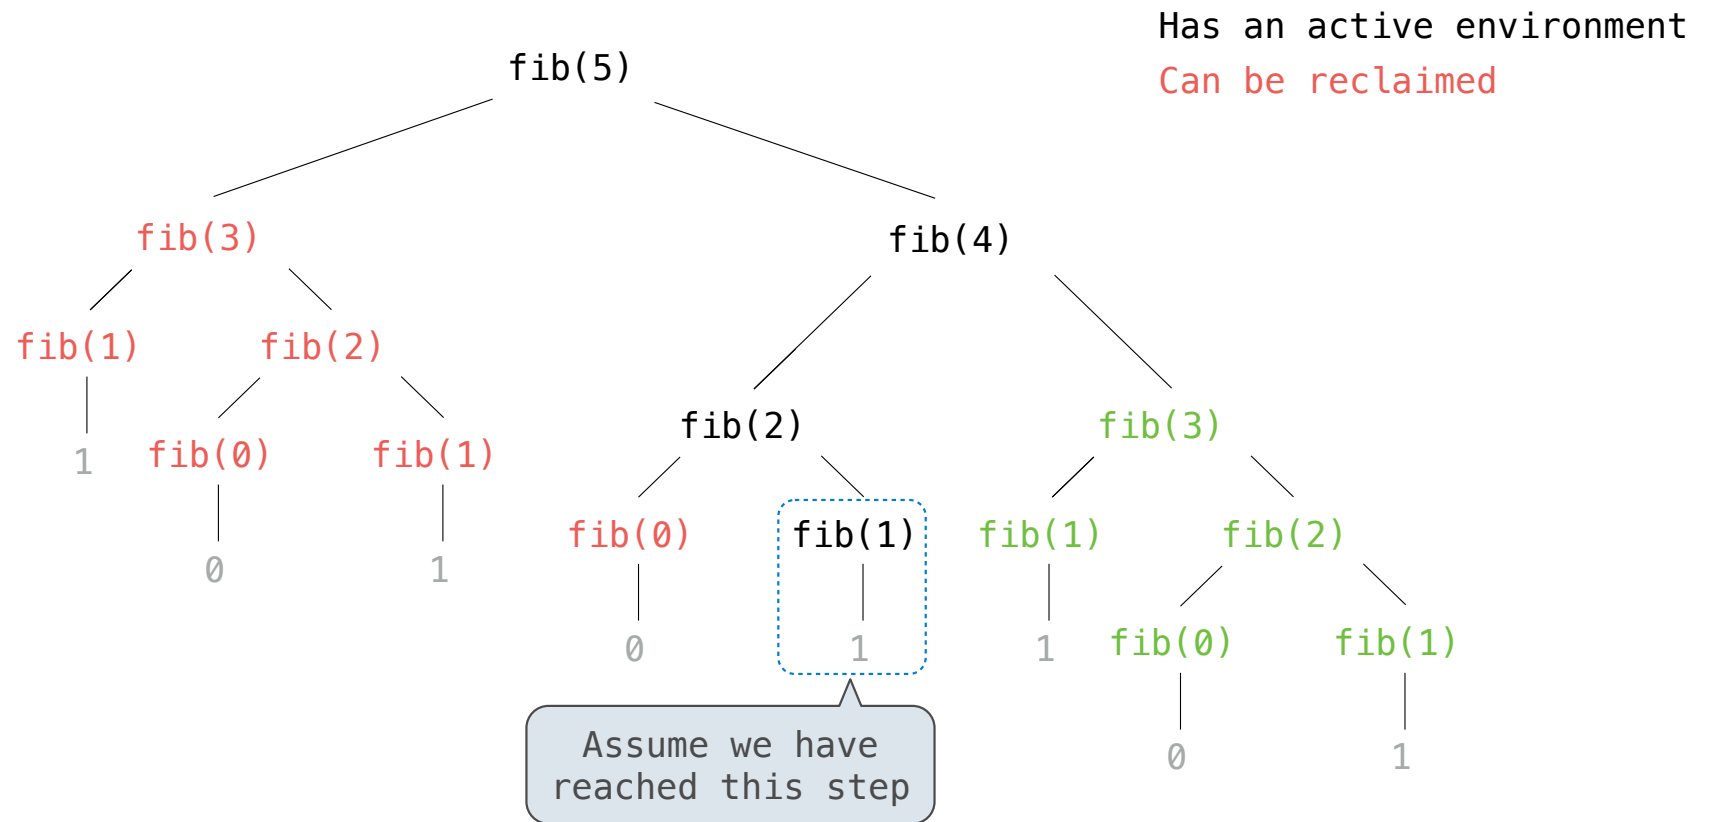 Has an active environment
Can be reclaimed
fib(5)
fib(3)
fib(4)
fib(1)
fib(2)
fib(2)
fib(3)
1
fib(0)
fib(1)
fib(0)
fib(1)
fib(1)
fib(2)
0
1
0
1
1
fib(0)
fib(1)
0
1
Assume we have
reached this step